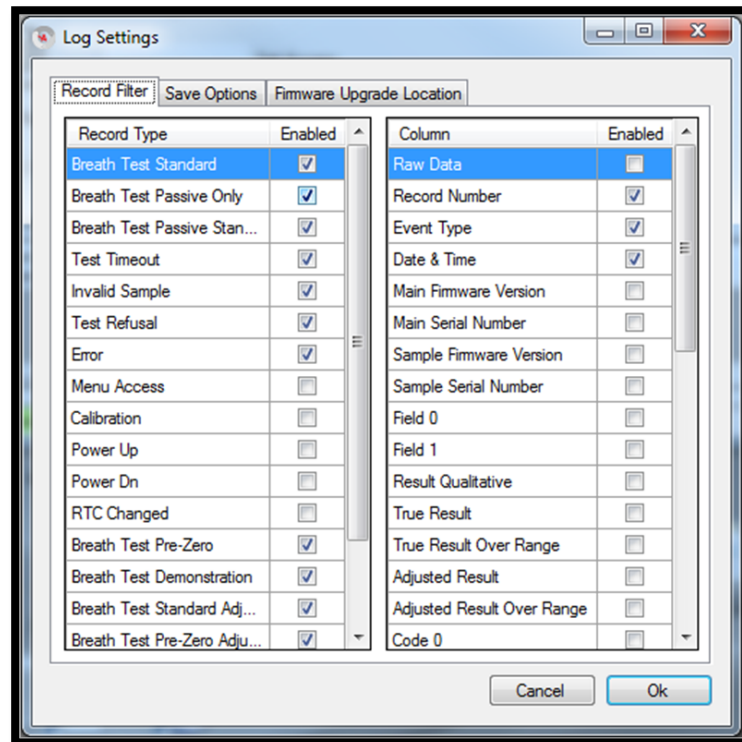 Log Settings
Record Filter Save Options Firmware Upgrade Location
Record Type Enabled
Breath Test Standard
Breath Test Passive Only
Breath Test Passive Stan...
Test Timeout
Invalid Sample
Test Refusal
Error
Menu Access
Calibration
Power Up
Power Dn
RTC Changed
Breath Test Pre-Zero
Breath Test Demonstration
Breath Test Standard Adj...
Breath Test Pre-Zero Adju...
Column Enabled
Raw Data
Record Number
Event Type
Date & Time
Main Firmware Version
Main Serial Number
Sample Firmware Version
Sample Serial Number
Field 0
Field 1
Result Qualitative
True Result
True Result Over Range
Adjusted Result
Adjusted Result Over Range
Code 0
Cancel Ok